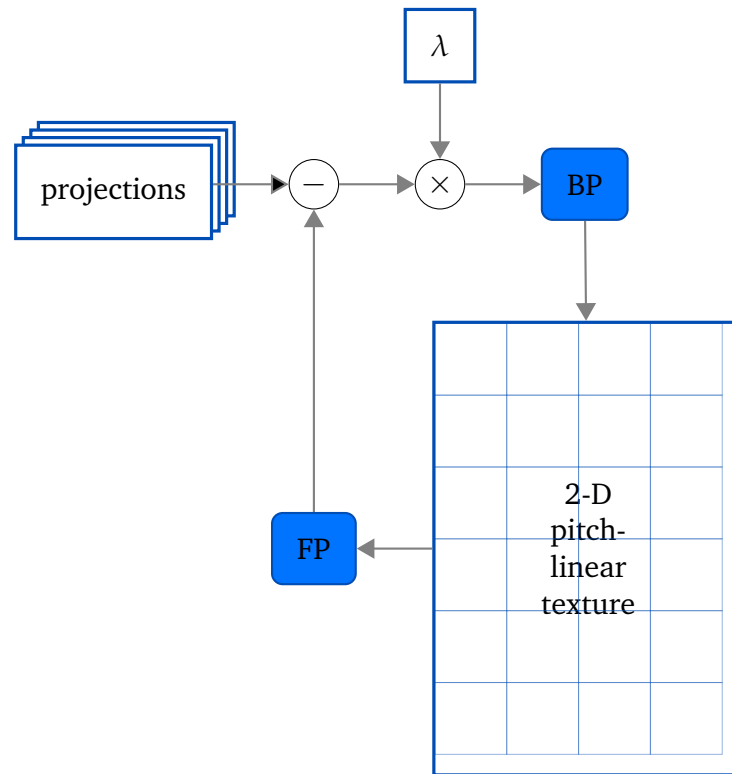 λ
projections
−
×
BP
2-D
pitch-
linear
texture
FP